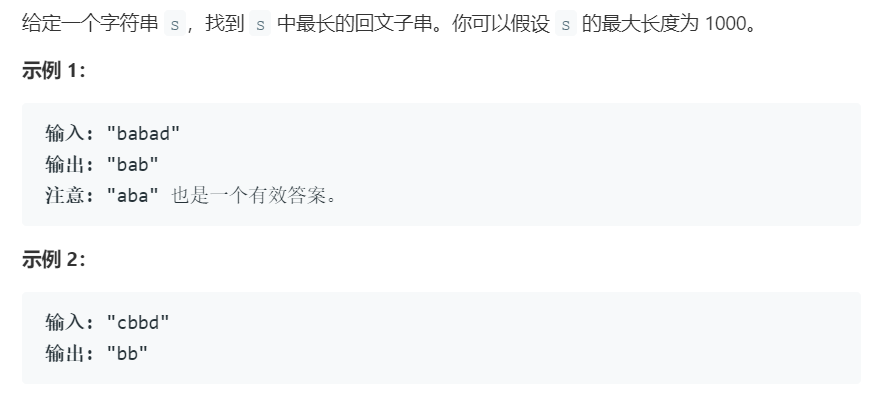 给定一个字符串 s，找到 s 中最长的回文子串。你可以假设 s 的最大长度为 1000。
示例 1：
输入："babad"
输出："bab"
注意："aba" 也是一个有效答案。
示例 2：
输入："cbbd"
输出："bb"